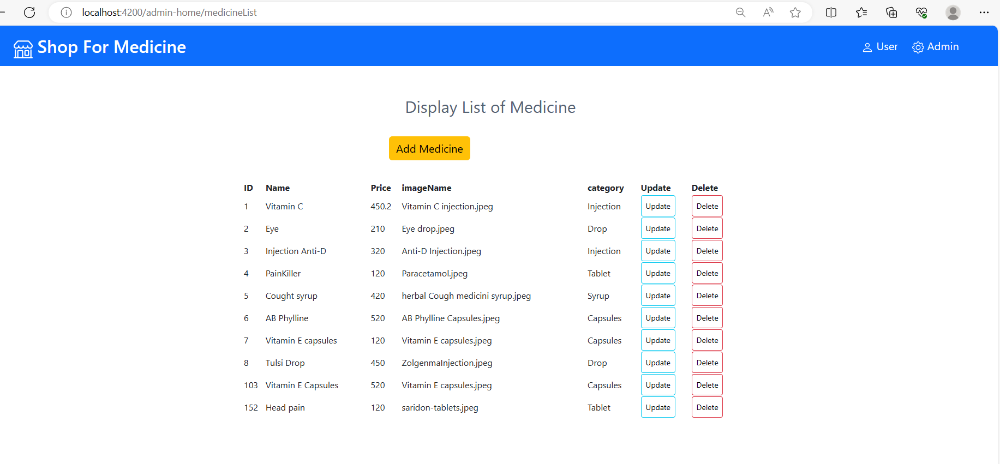 localhost:4200/admin-home/medicineList
Shop For Medicine User Admin
Display List of Medicine
Add Medicine
ID Name Price imageName category Update Delete
1 Vitamin C 450.2 Vitamin C injection.jpeg Injection Update Delete
2 Eye 210 Eye drop.jpeg Drop Update Delete
3 Injection Anti-D 320 Anti-D Injection.jpeg Injection Update Delete
4 PainKiller 120 Paracetamol.jpeg Tablet Update Delete
5 Cought syrup 420 herbal Cough medicini syrup.jpeg Syrup Update Delete
6 AB Phylline 520 AB Phylline Capsules.jpeg Capsules Update Delete
7 Vitamin E capsules 120 Vitamin E capsules.jpeg Capsules Update Delete
8 Tulsi Drop 450 ZolgenmaInjection.jpeg Drop Update Delete
103 Vitamin E Capsules 520 Vitamin E capsules.jpeg Capsules Update Delete
152 Head pain 120 saridon-tablets.jpeg Tablet Update Delete